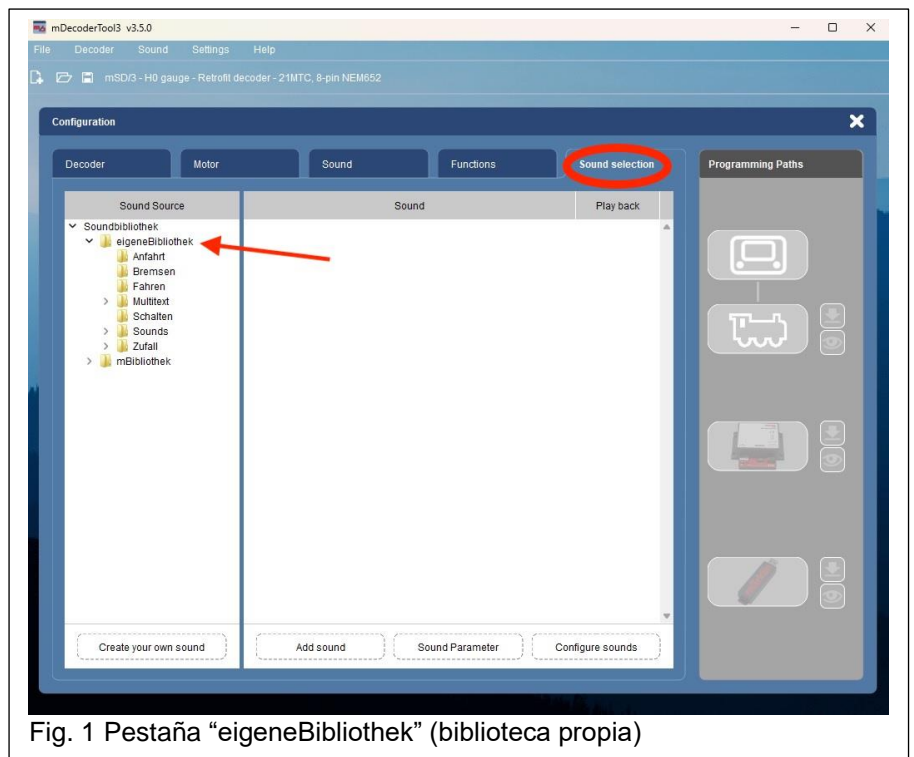 mDecoderTool3 v3.5.0
File Decoder Sound Settings Help
mSD/3 - H0 gauge - Retrofit decoder - 21MTC, 8-pin NEM652
Configuration
Decoder Motor Sound Functions Sound selection Programming Paths
Sound Source Sound Play back
Soundbibliothek
eigeneBibliothek
Anfahrt
Bremsen
Fahren
Multitext
Schalten
Sounds
Zufall
mBibliothek
Create your own sound Add sound Sound Parameter Configure sounds
Fig. 1 Pestaña “eigeneBibliothek” (biblioteca propia)